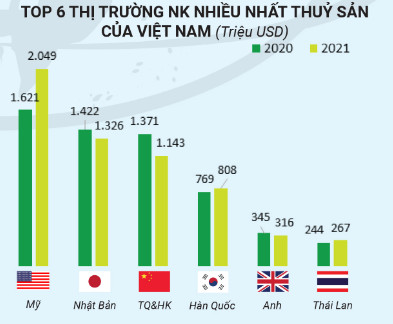 TOP 6 THỊ TRƯỜNG NK NHIỀU NHẤT THUỶ SẢN
CỦA VIỆT NAM (Triệu USD)
2020 2021
1.621 2.049
1.422 1.326
1.371 1.143
769 808
345 316
244 267
Mỹ Nhật Bản TQ&HK Hàn Quốc Anh Thái Lan